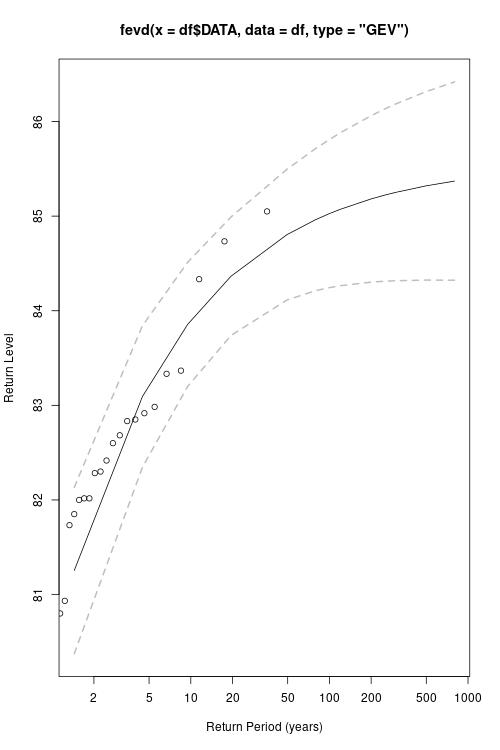 fevd(x = df$DATA, data = df, type = "GEV")
Return Level
86
85
84
83
82
81
2 5 10 20 50 100 200 500 1000
Return Period (years)